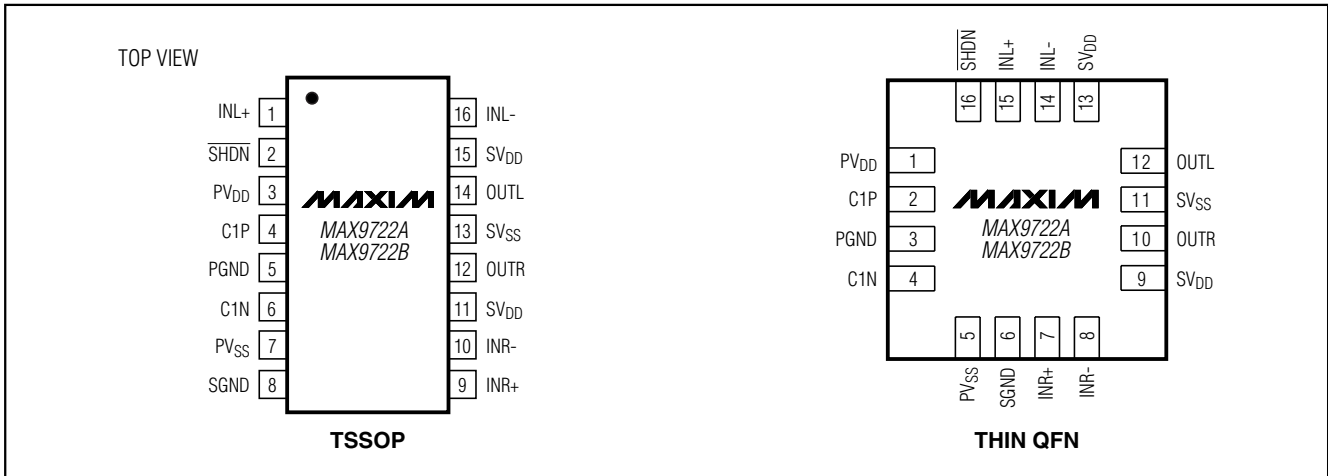 TOP VIEW
INL+ 1
SHDN 2
PVDD 3
C1P 4
PGND 5
C1N 6
PVSS 7
SGND 8
16 INL-
15 SVDD
14 OUTL
13 SVSS
12 OUTR
11 SVDD
10 INR-
9 INR+
MAXIM
MAX9722A
MAX9722B
TSSOP
SHDN INL+ INL- SVDD
16 15 14 13
PVDD 1
C1P 2
PGND 3
C1N 4
12 OUTL
11 SVSS
10 OUTR
9 SVDD
MAXIM
MAX9722A
MAX9722B
5 6 7 8
PVSS SGND INR+ INR-
THIN QFN